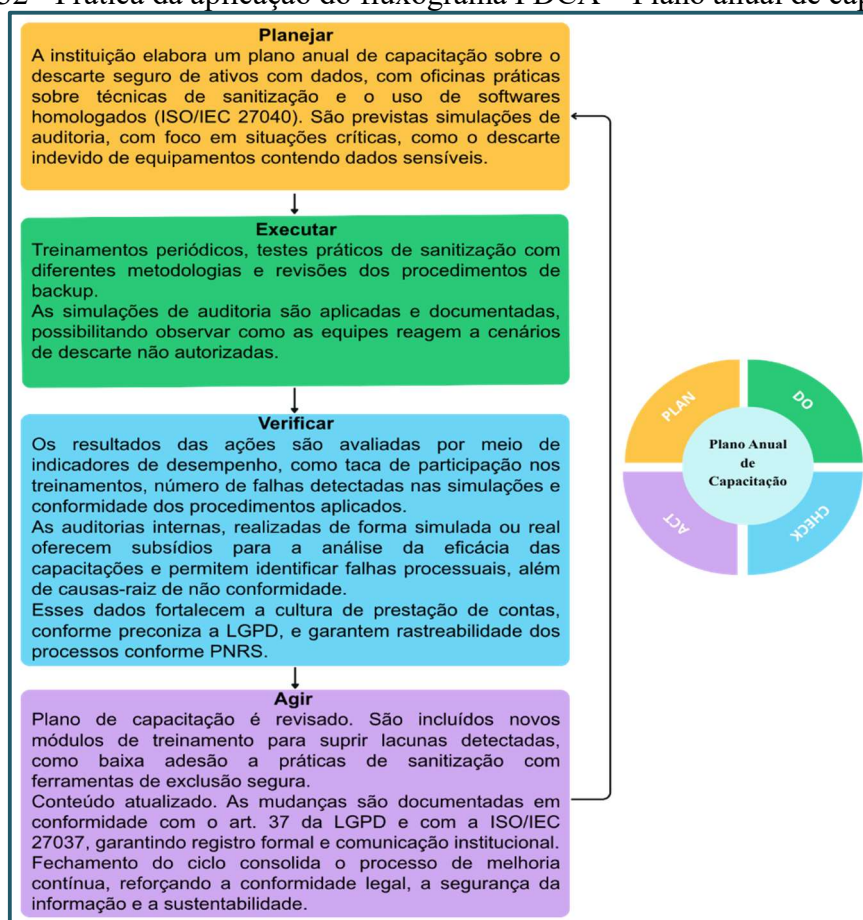 32 - Prática da aplicação do fluxograma PDCA – Plano anual de cap
Planejar
A instituição elabora um plano anual de capacitação sobre o
descarte seguro de ativos com dados, com oficinas práticas
sobre técnicas de sanitização e o uso de softwares
homologados (ISO/IEC 27040). São previstas simulações de
auditoria, com foco em situações críticas, como o descarte
indevido de equipamentos contendo dados sensíveis.
Executar
Treinamentos periódicos, testes práticos de sanitização com
diferentes metodologias e revisões dos procedimentos de
backup.
As simulações de auditoria são aplicadas e documentadas,
possibilitando observar como as equipes reagem a cenários
de descarte não autorizadas.
Verificar
Os resultados das ações são avaliadas por meio de
indicadores de desempenho, como taca de participação nos
treinamentos, número de falhas detectadas nas simulações e
conformidade dos procedimentos aplicados.
As auditorias internas, realizadas de forma simulada ou real
oferecem subsídios para a análise da eficácia das
capacitações e permitem identificar falhas processuais, além
de causas-raiz de não conformidade.
Esses dados fortalecem a cultura de prestação de contas,
conforme preconiza a LGPD, e garantem rastreabilidade dos
processos conforme PNRS.
Agir
Plano de capacitação é revisado. São incluídos novos
módulos de treinamento para suprir lacunas detectadas,
como baixa adesão a práticas de sanitização com
ferramentas de exclusão segura.
Conteúdo atualizado. As mudanças são documentadas em
conformidade com o art. 37 da LGPD e com a ISO/IEC
27037, garantindo registro formal e comunicação institucional.
Fechamento do ciclo consolida o processo de melhoria
contínua, reforçando a conformidade legal, a segurança da
informação e a sustentabilidade.
PLAN
DO
Plano Anual
de
Capacitação
ACT
CHECK